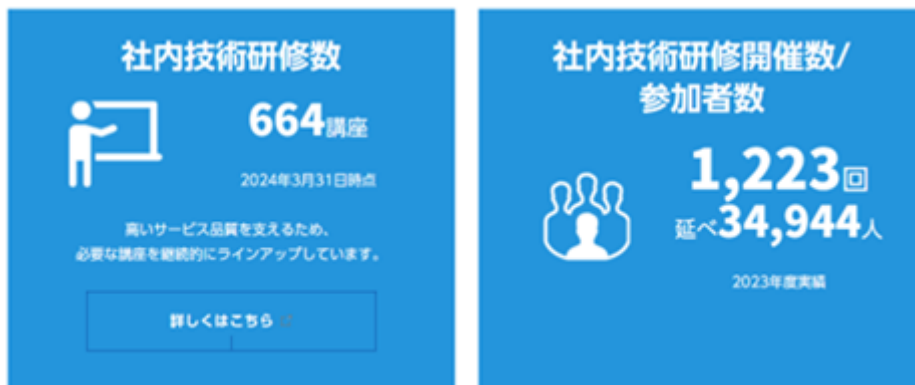 社内技術研修数
664講座
2024年3月31日時点
高いサービス品質を支えるため、
必要な講座を継続的にラインアップしています。
詳しくはこちら
社内技術研修開催数/
参加者数
1,223回
延べ34,944人
2023年度実績